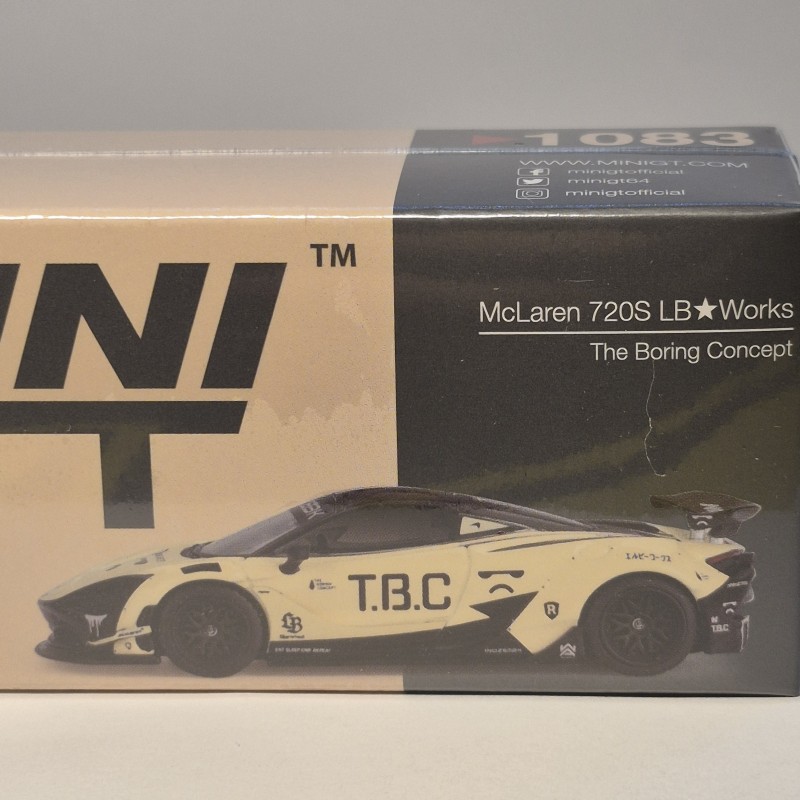 1083
WWW.MINIGT.COM
minigtofficial
minigt64
minigtofficial
INI
TM
T
McLaren 720S LB★Works
The Boring Concept
T.B.C
LB
エルビーワークス
R
T.B.C